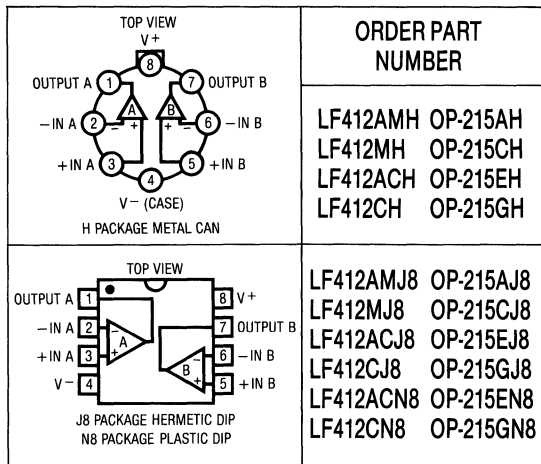 TOP VIEW
V+
8
OUTPUT A 1 7 OUTPUT B
A B
−IN A 2 − + + − 6 −IN B
+IN A 3 5 +IN B
4
V− (CASE)
H PACKAGE METAL CAN
ORDER PART
NUMBER
LF412AMH OP-215AH
LF412MH OP-215CH
LF412ACH OP-215EH
LF412CH OP-215GH
TOP VIEW
OUTPUT A 1 8 V+
−IN A 2 − A 7 OUTPUT B
+IN A 3 + B − 6 −IN B
V− 4 + 5 +IN B
J8 PACKAGE HERMETIC DIP
N8 PACKAGE PLASTIC DIP
LF412AMJ8 OP-215AJ8
LF412MJ8 OP-215CJ8
LF412ACJ8 OP-215EJ8
LF412CJ8 OP-215GJ8
LF412ACN8 OP-215EN8
LF412CN8 OP-215GN8